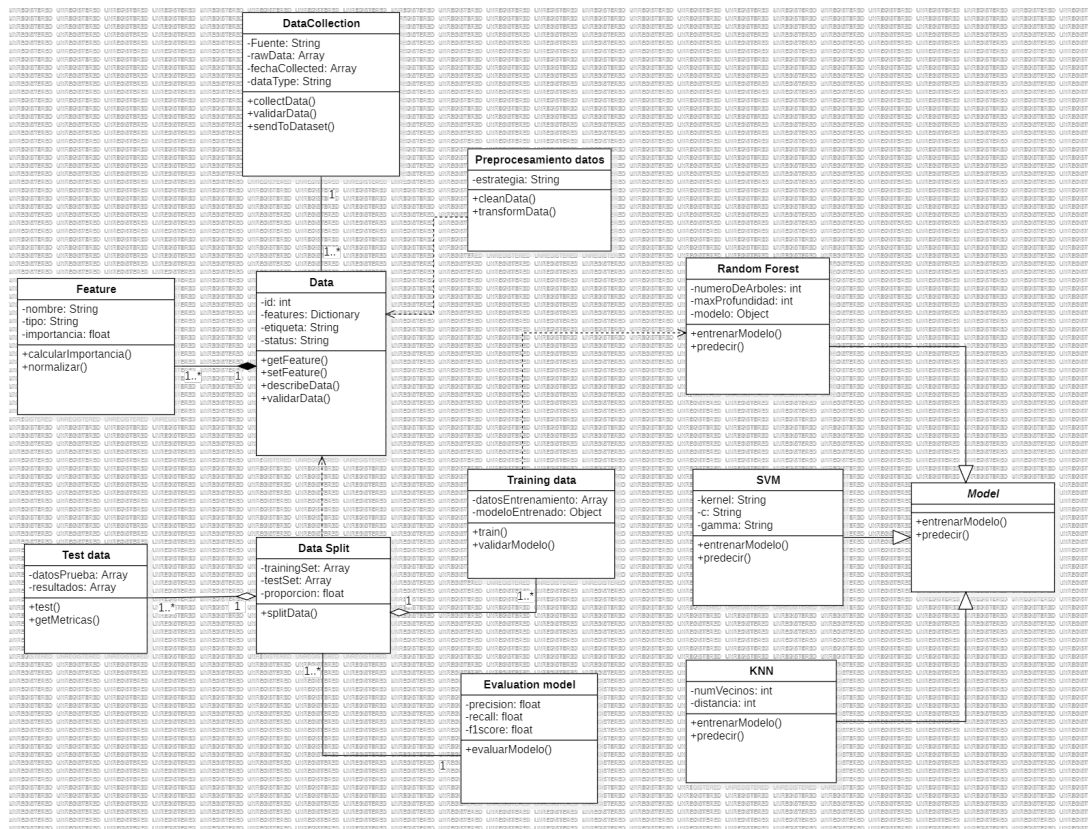 DataCollection
-Fuente: String
-rawData: Array
-fechaCollected: Array
-dataType: String
+collectData()
+validarData()
+sendToDataset()
1
1..*
Preprocesamiento datos
-estrategia: String
+cleanData()
+transformData()
Feature
-nombre: String
-tipo: String
-importancia: float
+calcularImportancia()
+normalizar()
1..*
1
Data
-id: int
-features: Dictionary
-etiqueta: String
-status: String
+getFeature()
+setFeature()
+describeData()
+validarData()
Random Forest
-numeroDeArboles: int
-maxProfundidad: int
-modelo: Object
+entrenarModelo()
+predecir()
Training data
-datosEntrenamiento: Array
-modeloEntrenado: Object
+train()
+validarModelo()
1..*
1
SVM
-kernel: String
-c: String
-gamma: String
+entrenarModelo()
+predecir()
Model
+entrenarModelo()
+predecir()
Test data
-datosPrueba: Array
-resultados: Array
+test()
+getMetricas()
1..*
1
Data Split
-trainingSet: Array
-testSet: Array
-proporcion: float
+splitData()
1..*
1
Evaluation model
-precision: float
-recall: float
-f1score: float
+evaluarModelo()
KNN
-numVecinos: int
-distancia: int
+entrenarModelo()
+predecir()
UNREGISTERED